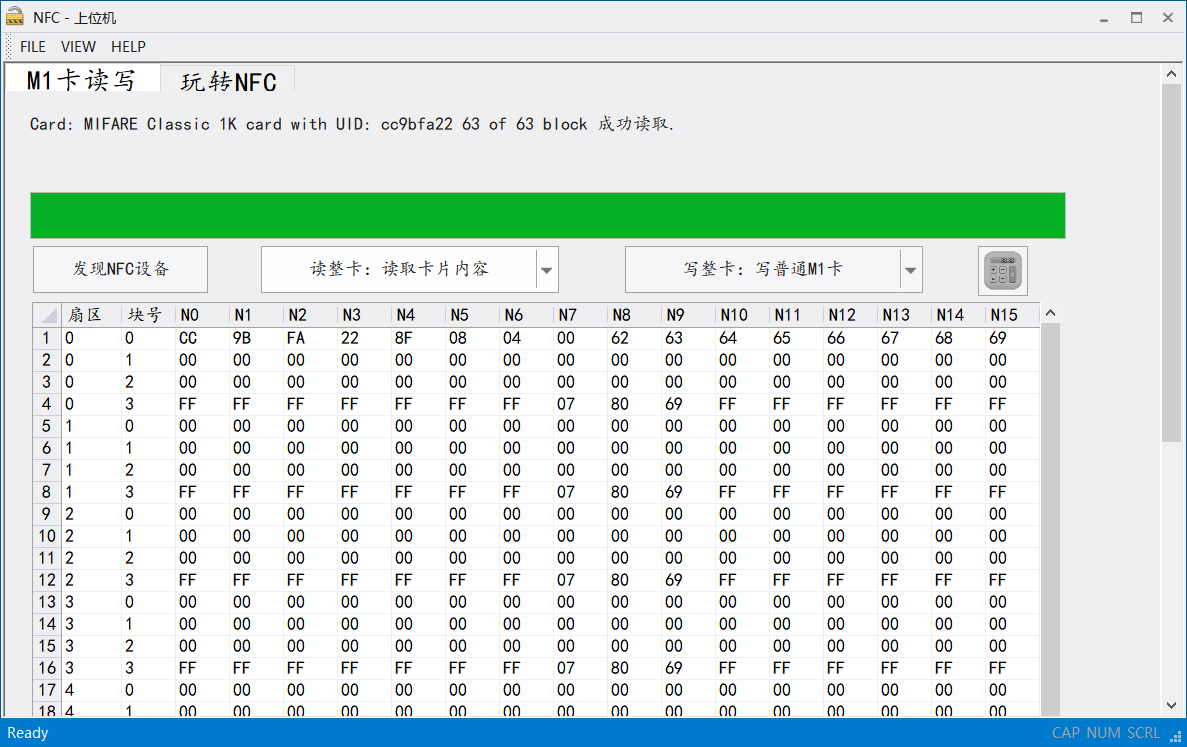 NFC - 上位机
FILE VIEW HELP
M1卡读写 玩转NFC
Card: MIFARE Classic 1K card with UID: cc9bfa22 63 of 63 block 成功读取.
发现NFC设备 读整卡: 读取卡片内容 写整卡: 写普通M1卡
扇区 块号 N0 N1 N2 N3 N4 N5 N6 N7 N8 N9 N10 N11 N12 N13 N14 N15
1 0 0 CC 9B FA 22 8F 08 04 00 62 63 64 65 66 67 68 69
2 0 1 00 00 00 00 00 00 00 00 00 00 00 00 00 00 00 00
3 0 2 00 00 00 00 00 00 00 00 00 00 00 00 00 00 00 00
4 0 3 FF FF FF FF FF FF FF 07 80 69 FF FF FF FF FF FF
5 1 0 00 00 00 00 00 00 00 00 00 00 00 00 00 00 00 00
6 1 1 00 00 00 00 00 00 00 00 00 00 00 00 00 00 00 00
7 1 2 00 00 00 00 00 00 00 00 00 00 00 00 00 00 00 00
8 1 3 FF FF FF FF FF FF FF 07 80 69 FF FF FF FF FF FF
9 2 0 00 00 00 00 00 00 00 00 00 00 00 00 00 00 00 00
10 2 1 00 00 00 00 00 00 00 00 00 00 00 00 00 00 00 00
11 2 2 00 00 00 00 00 00 00 00 00 00 00 00 00 00 00 00
12 2 3 FF FF FF FF FF FF FF 07 80 69 FF FF FF FF FF FF
13 3 0 00 00 00 00 00 00 00 00 00 00 00 00 00 00 00 00
14 3 1 00 00 00 00 00 00 00 00 00 00 00 00 00 00 00 00
15 3 2 00 00 00 00 00 00 00 00 00 00 00 00 00 00 00 00
16 3 3 FF FF FF FF FF FF FF 07 80 69 FF FF FF FF FF FF
17 4 0 00 00 00 00 00 00 00 00 00 00 00 00 00 00 00 00
18 4 1 00 00 00 00 00 00 00 00 00 00 00 00 00 00 00 00
Ready CAP NUM SCRL